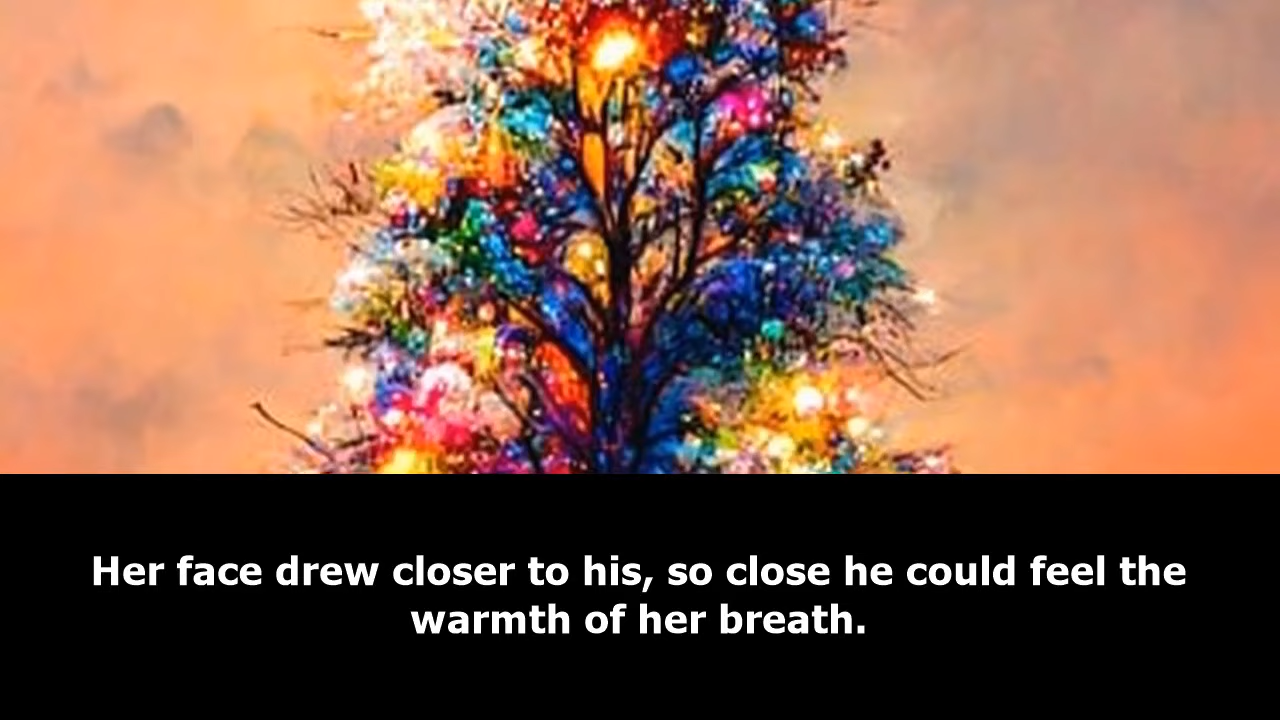 Her face drew closer to his, so close he could feel the
warmth of her breath.